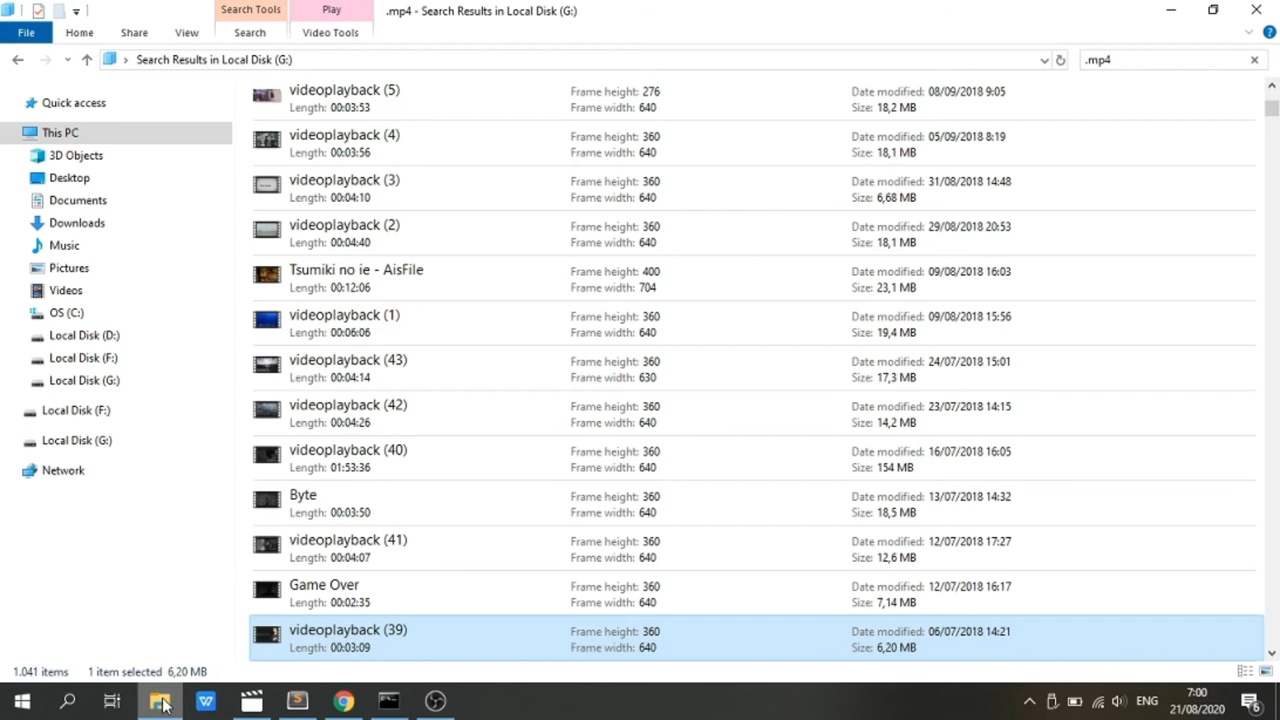 Search Tools
Play
.mp4 - Search Results in Local Disk (G:)
File
Home
Share
View
Search
Video Tools
Search Results in Local Disk (G:)
.mp4
Quick access
This PC
3D Objects
Desktop
Documents
Downloads
Music
Pictures
Videos
OS (C:)
Local Disk (D:)
Local Disk (F:)
Local Disk (G:)
Local Disk (F:)
Local Disk (G:)
Network
videoplayback (5) Frame height: 276 Date modified: 08/09/2018 9:05
Length: 00:03:53 Frame width: 640 Size: 18,2 MB
videoplayback (4) Frame height: 360 Date modified: 05/09/2018 8:19
Length: 00:03:56 Frame width: 640 Size: 18,1 MB
videoplayback (3) Frame height: 360 Date modified: 31/08/2018 14:48
Length: 00:04:10 Frame width: 640 Size: 6,68 MB
videoplayback (2) Frame height: 360 Date modified: 29/08/2018 20:53
Length: 00:04:40 Frame width: 640 Size: 18,1 MB
Tsumiki no ie - AisFile Frame height: 400 Date modified: 09/08/2018 16:03
Length: 00:12:06 Frame width: 704 Size: 23,1 MB
videoplayback (1) Frame height: 360 Date modified: 09/08/2018 15:56
Length: 00:06:06 Frame width: 640 Size: 19,4 MB
videoplayback (43) Frame height: 360 Date modified: 24/07/2018 15:01
Length: 00:04:14 Frame width: 630 Size: 17,3 MB
videoplayback (42) Frame height: 360 Date modified: 23/07/2018 14:15
Length: 00:04:26 Frame width: 640 Size: 14,2 MB
videoplayback (40) Frame height: 360 Date modified: 16/07/2018 16:05
Length: 01:53:36 Frame width: 640 Size: 154 MB
Byte Frame height: 360 Date modified: 13/07/2018 14:32
Length: 00:03:50 Frame width: 640 Size: 18,5 MB
videoplayback (41) Frame height: 360 Date modified: 12/07/2018 17:27
Length: 00:04:07 Frame width: 640 Size: 12,6 MB
Game Over Frame height: 360 Date modified: 12/07/2018 16:17
Length: 00:02:35 Frame width: 640 Size: 7,14 MB
videoplayback (39) Frame height: 360 Date modified: 06/07/2018 14:21
Length: 00:03:09 Frame width: 640 Size: 6,20 MB
1.041 items 1 item selected 6,20 MB
ENG
7:00
21/08/2020
6